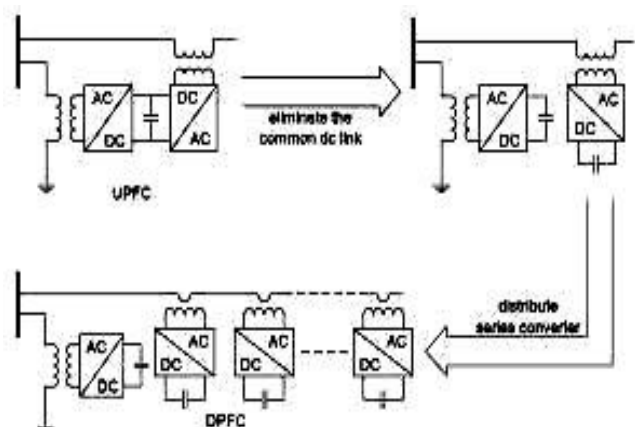 AC
DC
DC
AC
UPFC
eliminate the
common dc link
AC
DC
AC
DC
distribute
series converter
AC
DC
AC
DC
AC
DC
AC
DC
DPFC